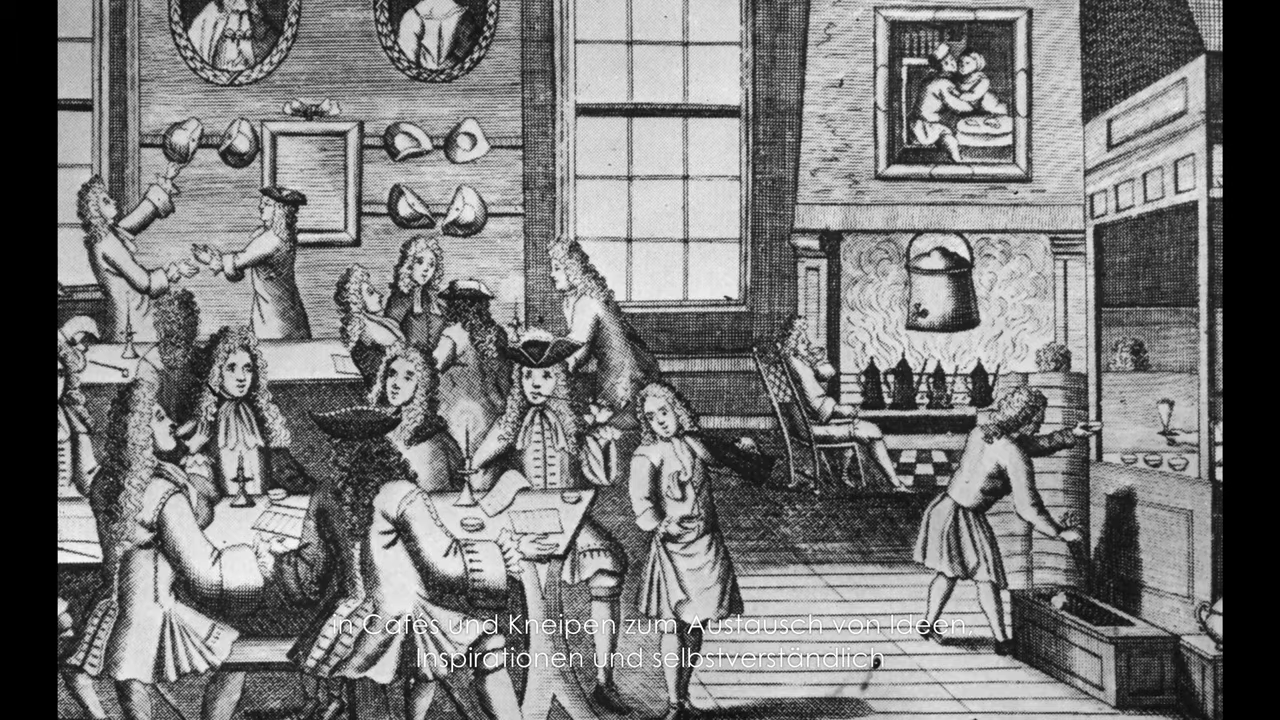 in Cafés und Kneipen zum Austausch von Ideen,
Inspirationen und selbstverständlich